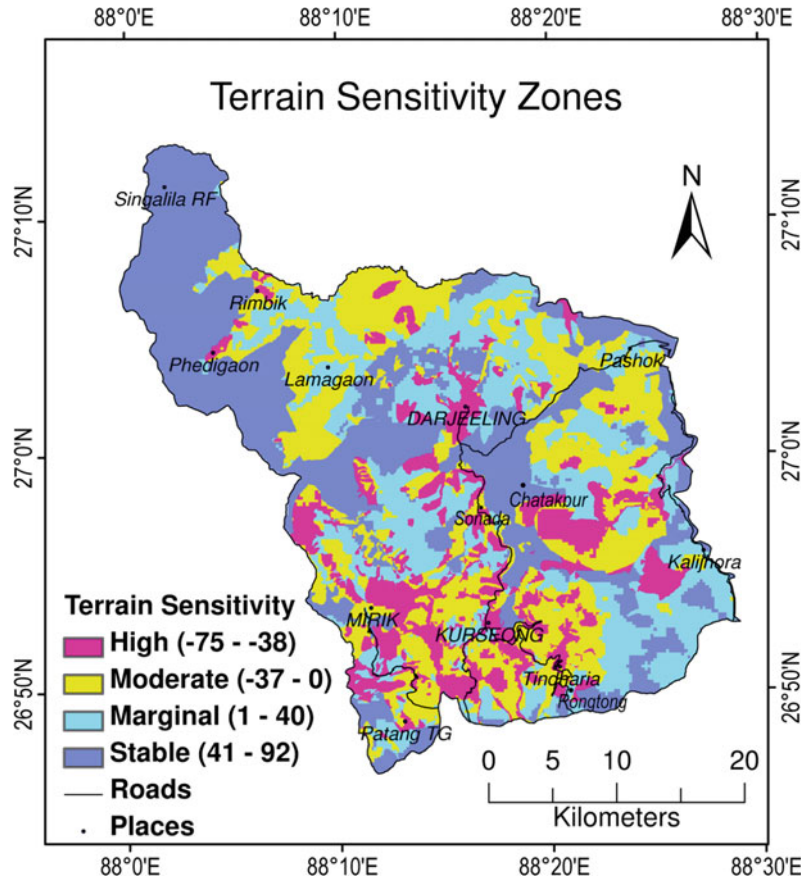 88°0'E 88°10'E 88°20'E 88°30'E
Terrain Sensitivity Zones
N
27°10'N 27°10'N
Singalila RF
Rimbik
Phedigaon
Lamagaon
Pashok
DARJEELING
27°0'N 27°0'N
Chatakpur
Sonada
Kalijhora
Terrain Sensitivity
High (-75 - -38)
Moderate (-37 - 0)
Marginal (1 - 40)
Stable (41 - 92)
Roads
Places
MIRIK
KURSEONG
Tindharia
Rongtong
26°50'N 26°50'N
Patang TG
0 5 10 20
Kilometers
88°0'E 88°10'E 88°20'E 88°30'E